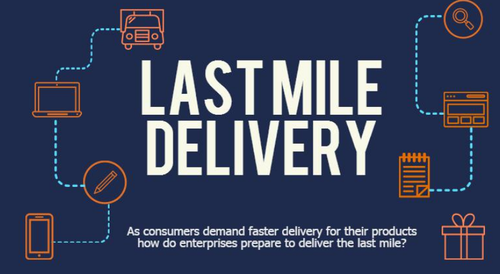 LAST MILE
DELIVERY
As consumers demand faster delivery for their products
how do enterprises prepare to deliver the last mile?